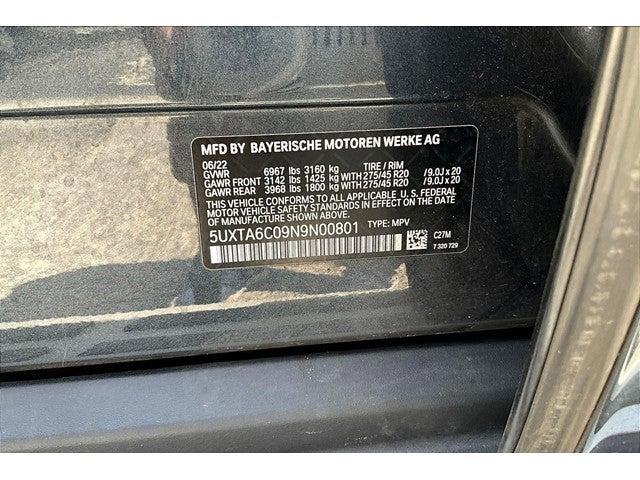 MFD BY BAYERISCHE MOTOREN WERKE AG
06/22
GVWR 6967 lbs 3160 kg TIRE / RIM
GAWR FRONT 3142 lbs 1425 kg WITH 275/45 R20 /9.0J x 20
GAWR REAR 3968 lbs 1800 kg WITH 275/45 R20 /9.0J x 20
THIS VEHICLE CONFORMS TO ALL APPLICABLE U.S. FEDERAL
MOTOR VEHICLE SAFETY STANDARDS IN EFFECT ON THE DATE OF
MANUFACTURE SHOWN ABOVE.
5UXTA6C09N9N00801 TYPE: MPV
C27M
7 320 729